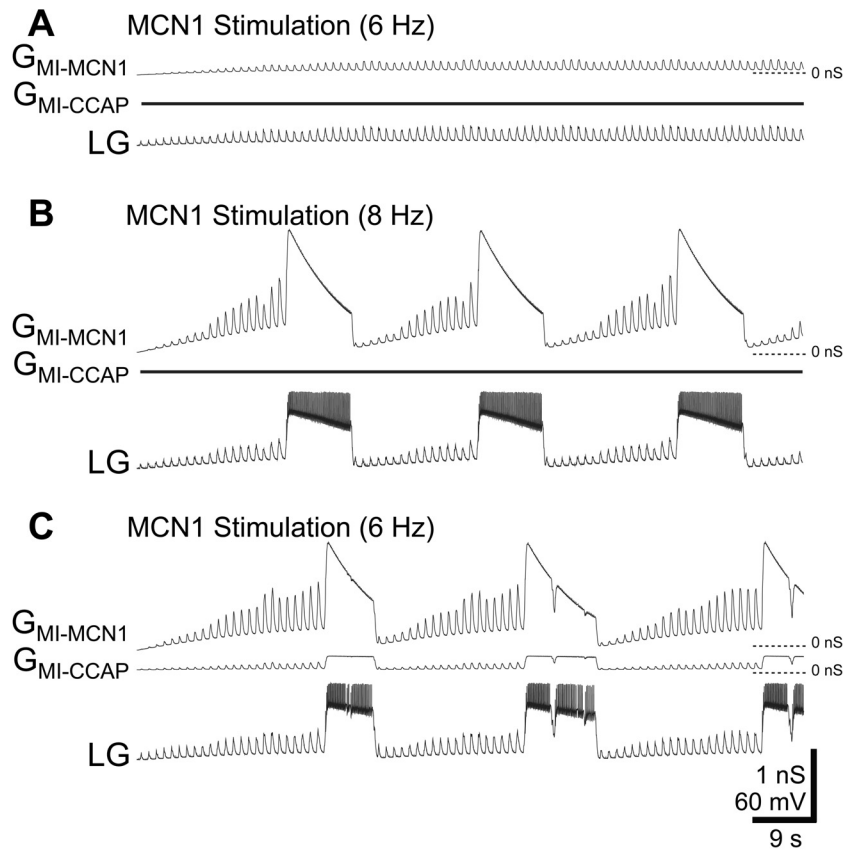 A MCN1 Stimulation (6 Hz)
GMI-MCN1
0 nS
GMI-CCAP
LG
B MCN1 Stimulation (8 Hz)
GMI-MCN1
0 nS
GMI-CCAP
LG
C MCN1 Stimulation (6 Hz)
GMI-MCN1
0 nS
GMI-CCAP
0 nS
LG
1 nS
60 mV
9 s